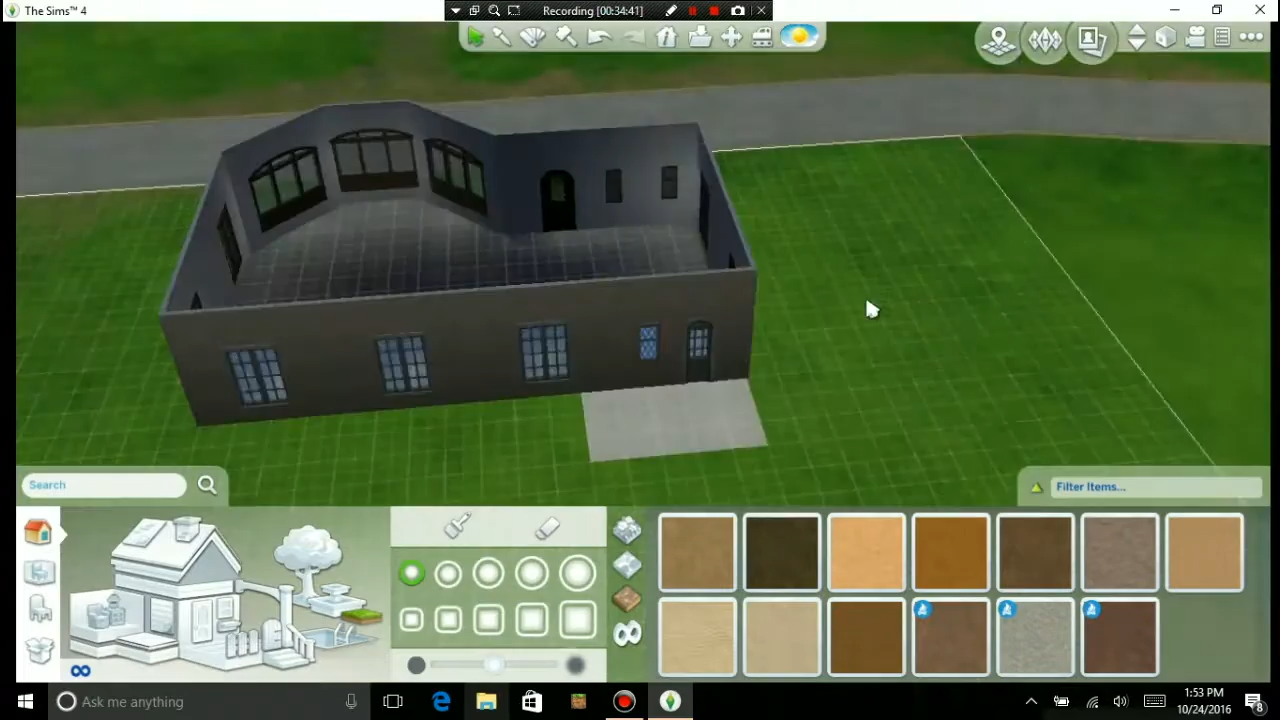 The Sims™ 4
Recording [00:34:41]
Search
Filter Items...
Ask me anything
1:53 PM
10/24/2016
8